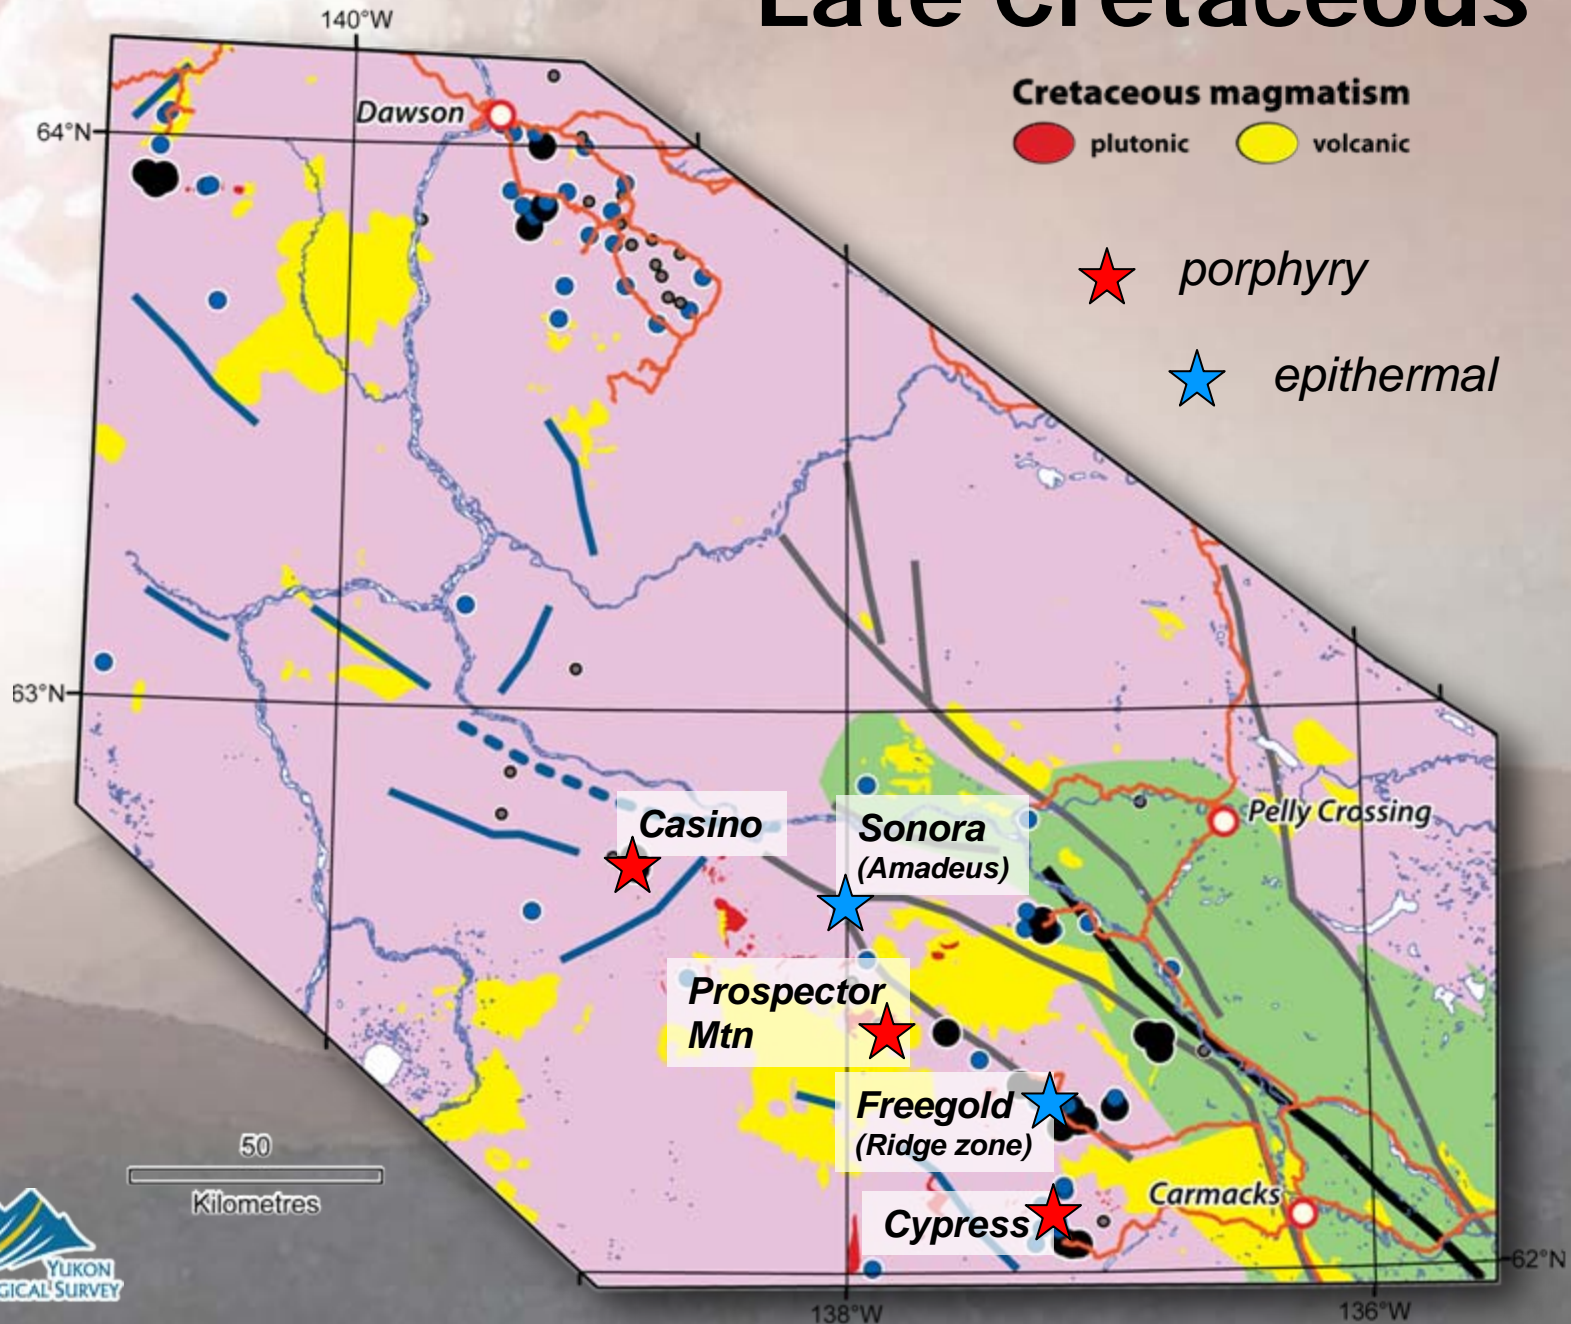 Late Cretaceous
140°W
Cretaceous magmatism
plutonic
volcanic
Dawson
64°N
porphyry
epithermal
63°N
Casino
Sonora
(Amadeus)
Pelly Crossing
Prospector
Mtn
Freegold
(Ridge zone)
50
Kilometres
Carmacks
Cypress
YUKON
GICAL SURVEY
62°N
138°W
136°W